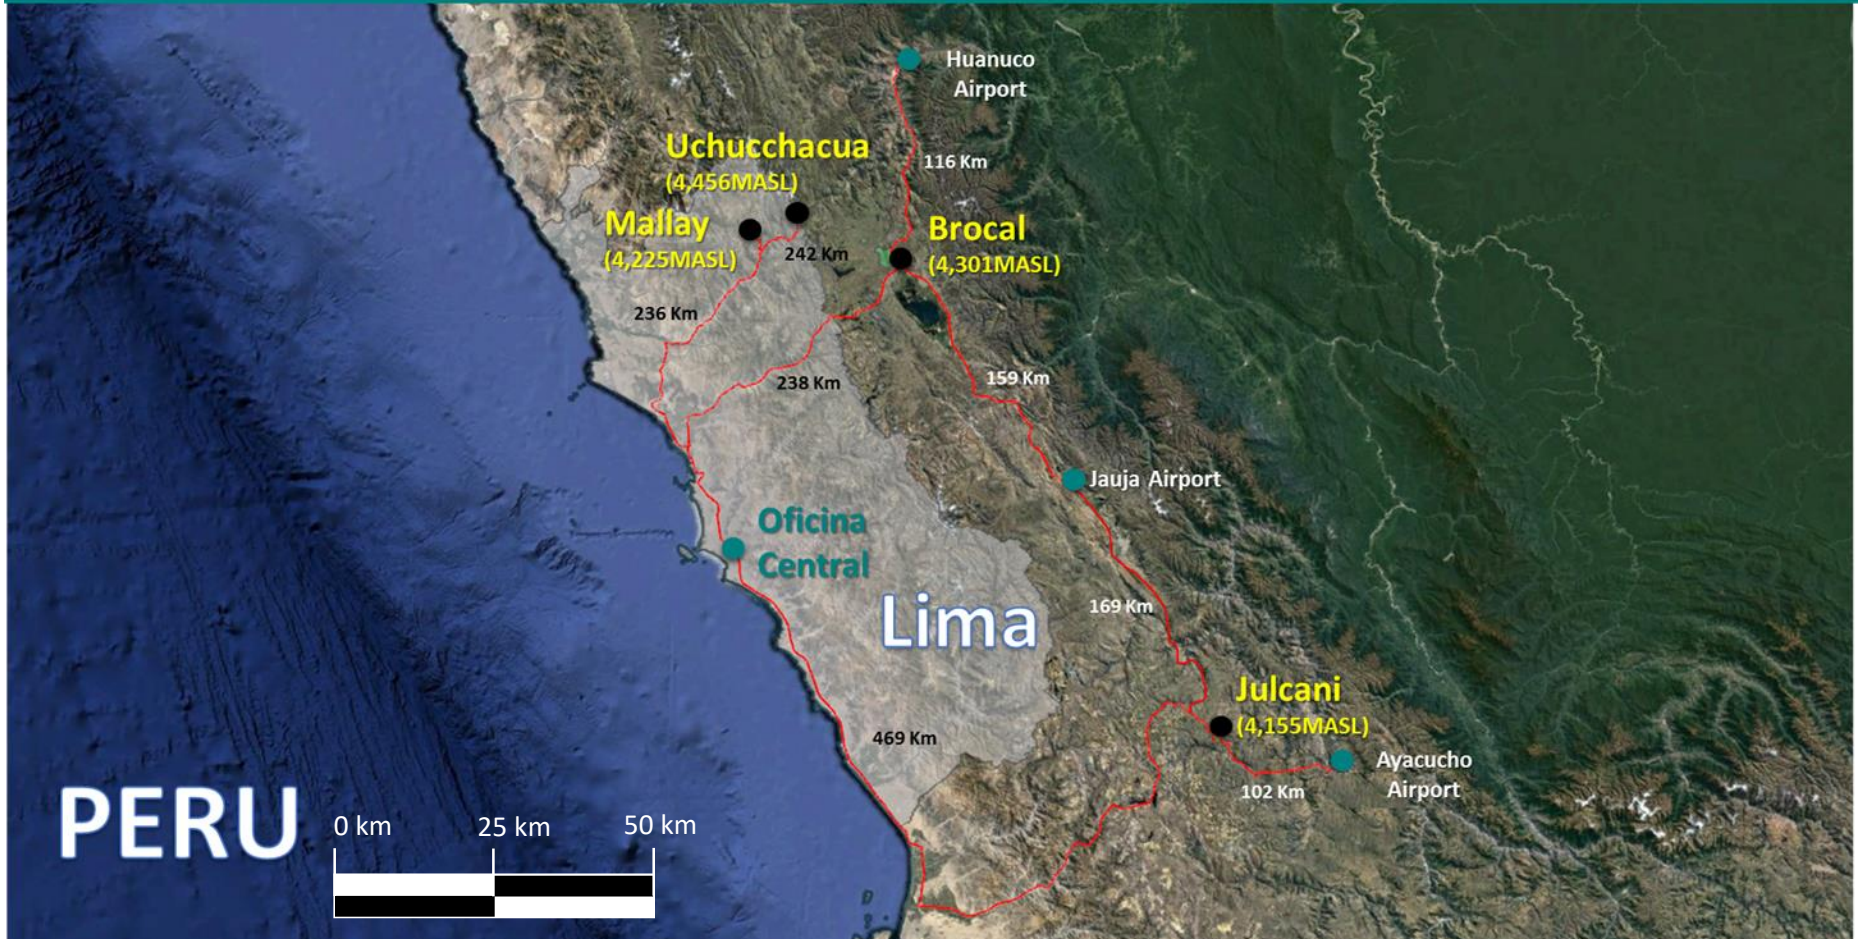 Huanuco
Airport
116 Km
Uchucchacua
(4,456MASL)
Mallay
(4,225MASL)
242 Km
Brocal
(4,301MASL)
236 Km
238 Km
159 Km
Jauja Airport
Oficina
Central
Lima
169 Km
Julcani
(4,155MASL)
469 Km
Ayacucho
Airport
102 Km
PERU
0 km
25 km
50 km